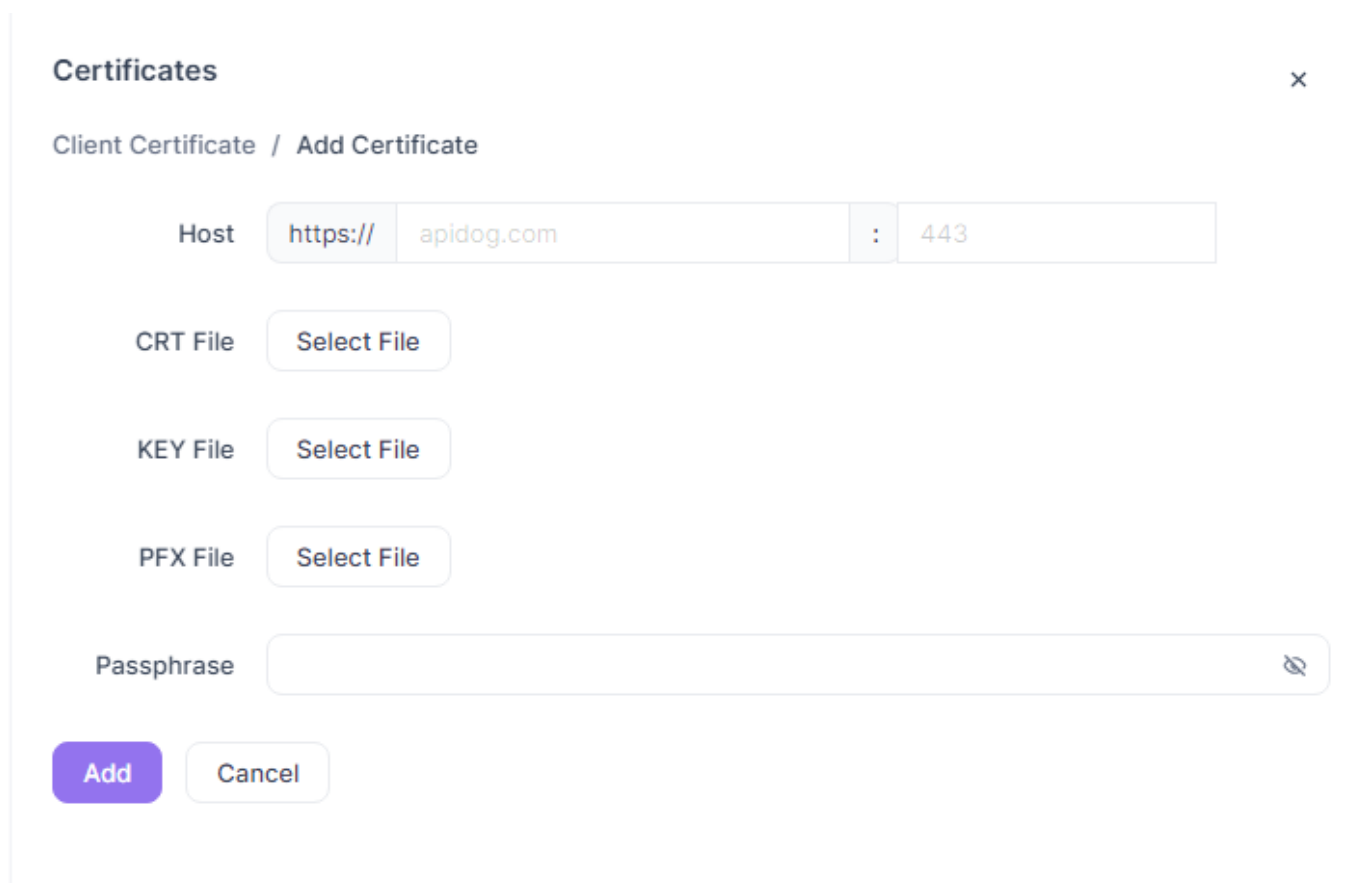 Certificates
Client Certificate / Add Certificate
Host https:// apidog.com : 443
CRT File Select File
KEY File Select File
PFX File Select File
Passphrase
Add Cancel